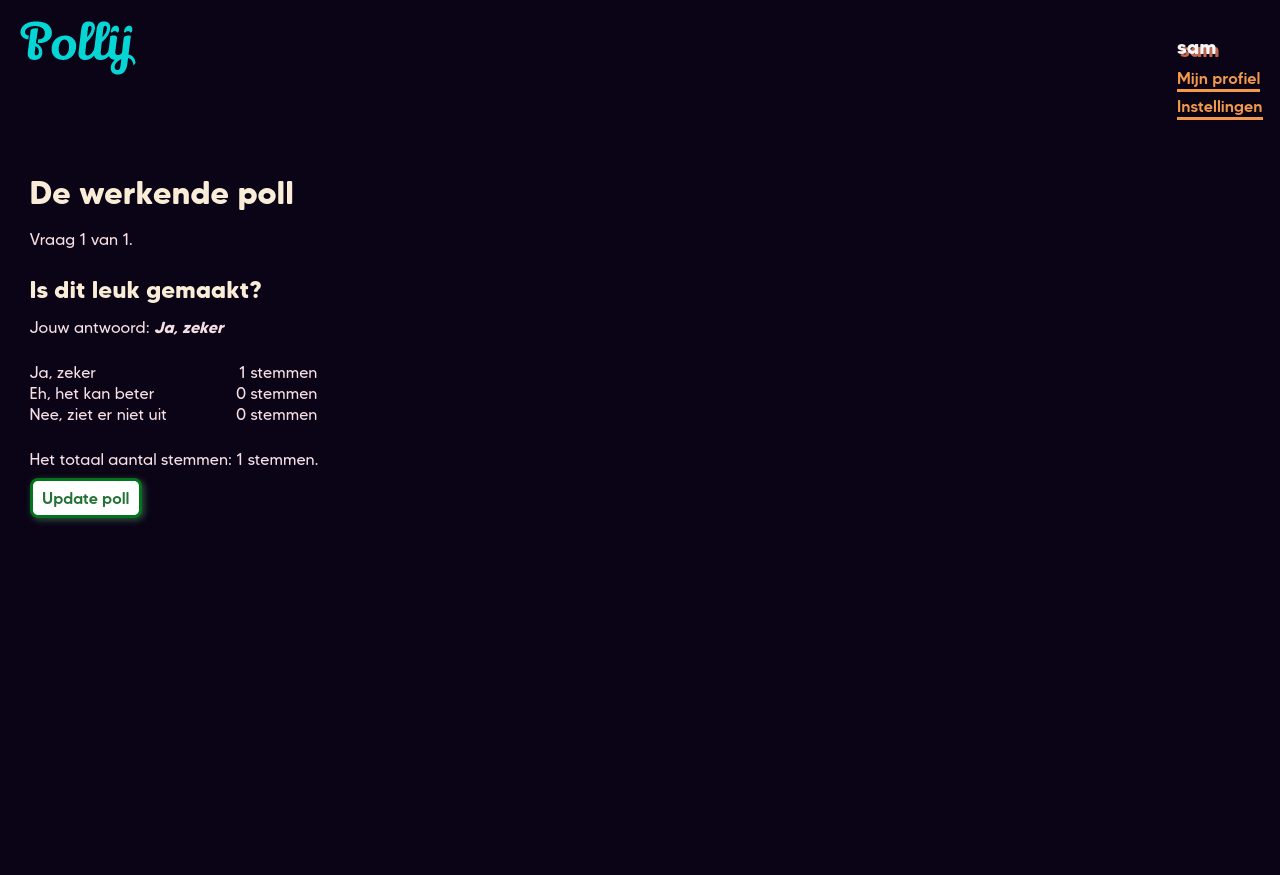 Pollij
sam
Mijn profiel
Instellingen
De werkende poll
Vraag 1 van 1.
Is dit leuk gemaakt?
Jouw antwoord: Ja, zeker
Ja, zeker 1 stemmen
Eh, het kan beter 0 stemmen
Nee, ziet er niet uit 0 stemmen
Het totaal aantal stemmen: 1 stemmen.
Update poll